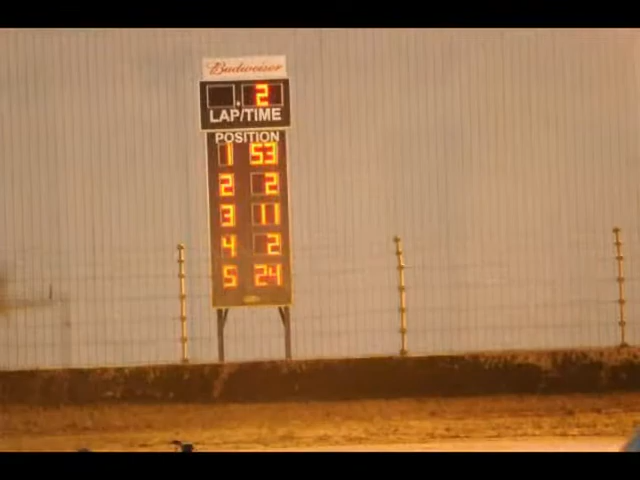 Budweiser
2
LAP/TIME
POSITION
1 53
2 2
3 11
4 2
5 24